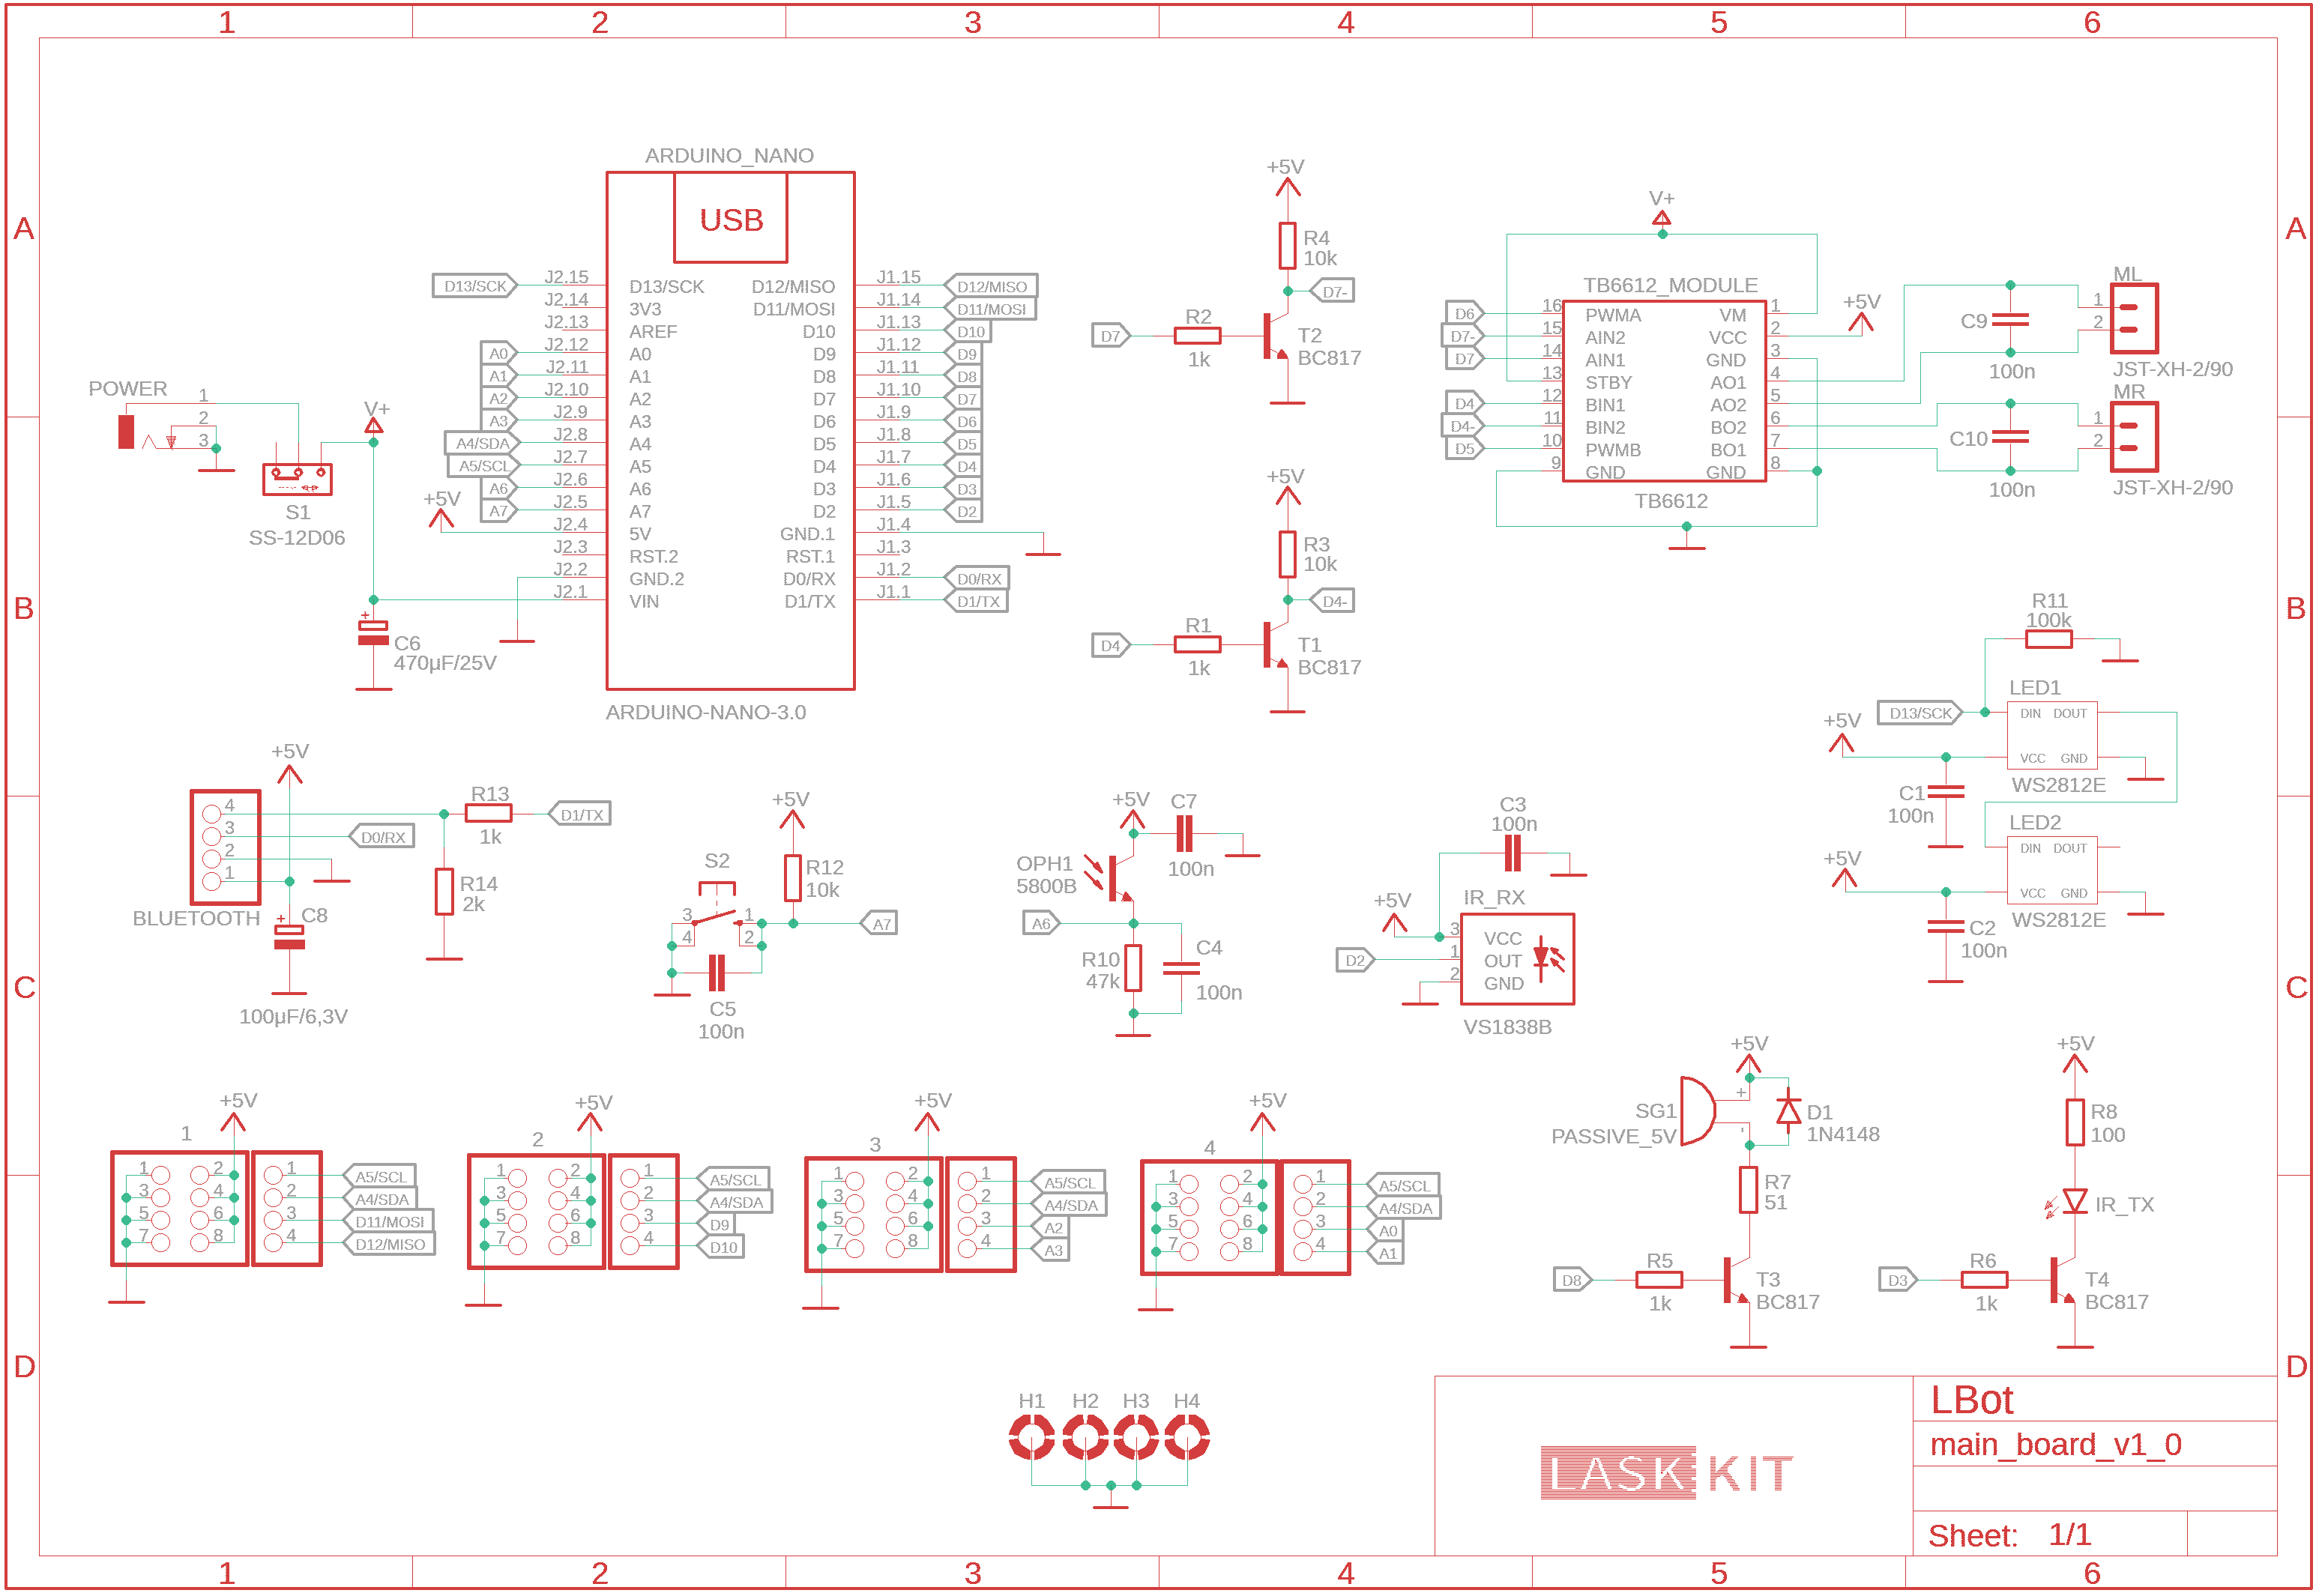 1 2 3 4 5 6
A A
B B
C C
D D
ARDUINO_NANO
USB
J2.15 D13/SCK
J2.14 3V3
J2.13 AREF
J2.12 A0
J2.11 A1
J2.10 A2
J2.9 A3
J2.8 A4
J2.7 A5
J2.6 A6
J2.5 A7
J2.4 5V
J2.3 RST.2
J2.2 GND.2
J2.1 VIN
D12/MISO J1.15
D11/MOSI J1.14
D10 J1.13
D9 J1.12
D8 J1.11
D7 J1.10
D6 J1.9
D5 J1.8
D4 J1.7
D3 J1.6
D2 J1.5
GND.1 J1.4
RST.1 J1.3
D0/RX J1.2
D1/TX J1.1
ARDUINO-NANO-3.0
D13/SCK
A0
A1
A2
A3
A4/SDA
A5/SCL
A6
A7
+5V
D12/MISO
D11/MOSI
D10
D9
D8
D7
D6
D5
D4
D3
D2
D0/RX
D1/TX
POWER
1
2
3
V+
S1
SS-12D06
+
C6
470µF/25V
+5V
R4
10k
D7-
D7
R2
1k
T2
BC817
+5V
R3
10k
D4-
D4
R1
1k
T1
BC817
V+
TB6612_MODULE
D6 16 PWMA
D7- 15 AIN2
D7 14 AIN1
13 STBY
D4 12 BIN1
D4- 11 BIN2
D5 10 PWMB
9 GND
VM 1
VCC 2
GND 3
AO1 4
AO2 5
BO2 6
BO1 7
GND 8
TB6612
+5V
C9
100n
ML
1
2
JST-XH-2/90
C10
100n
MR
1
2
JST-XH-2/90
R11
100k
LED1
D13/SCK
DIN DOUT
VCC GND
WS2812E
+5V
C1
100n
LED2
DIN DOUT
VCC GND
WS2812E
+5V
C2
100n
+5V
4
3
2
1
BLUETOOTH
R13
1k
D1/TX
D0/RX
R14
2k
+
C8
100µF/6,3V
+5V
R12
10k
S2
3 1
4 2
A7
C5
100n
+5V
C7
100n
OPH1
5800B
A6
R10
47k
C4
100n
C3
100n
+5V
IR_RX
3 VCC
1 OUT
2 GND
D2
VS1838B
+5V
+
-
SG1
PASSIVE_5V
D1
1N4148
R7
51
D8
R5
1k
T3
BC817
+5V
R8
100
IR_TX
D3
R6
1k
T4
BC817
+5V
1
1 2
3 4
5 6
7 8
1 A5/SCL
2 A4/SDA
3 D11/MOSI
4 D12/MISO
+5V
2
1 2
3 4
5 6
7 8
1 A5/SCL
2 A4/SDA
3 D9
4 D10
+5V
3
1 2
3 4
5 6
7 8
1 A5/SCL
2 A4/SDA
3 A2
4 A3
+5V
4
1 2
3 4
5 6
7 8
1 A5/SCL
2 A4/SDA
3 A0
4 A1
H1 H2 H3 H4
LASKKIT
LBot
main_board_v1_0
Sheet: 1/1
1 2 3 4 5 6